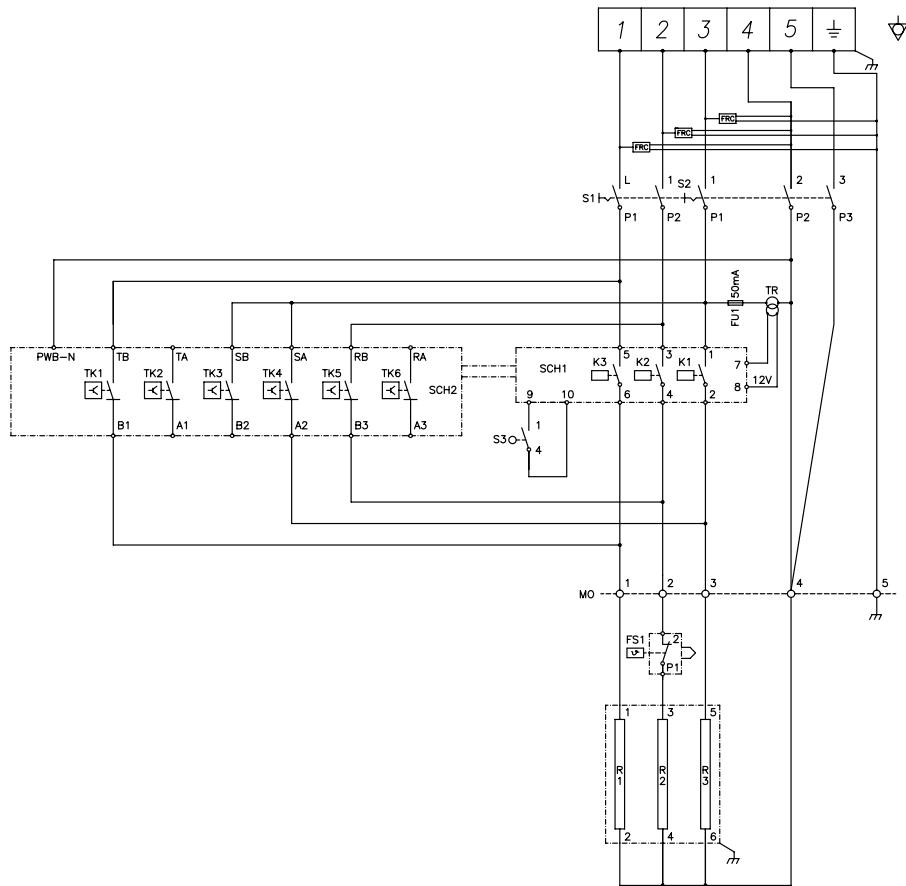 1 2 3 4 5
FRC
FRC
FRC
L 1 S2 1 2 3
S1
P1 P2 P1 P2 P3
50mA
FU1
TR
PWB-N TB TA SB SA RB RA
TK1 TK2 TK3 TK4 TK5 TK6
SCH2
B1 A1 B2 A2 B3 A3
SCH1
5 3 1
K3 K2 K1
7
8 12V
9 10 6 4 2
S3 1
4
MO 1 2 3 4 5
FS1 2
P1
1 3 5
R1 R2 R3
2 4 6